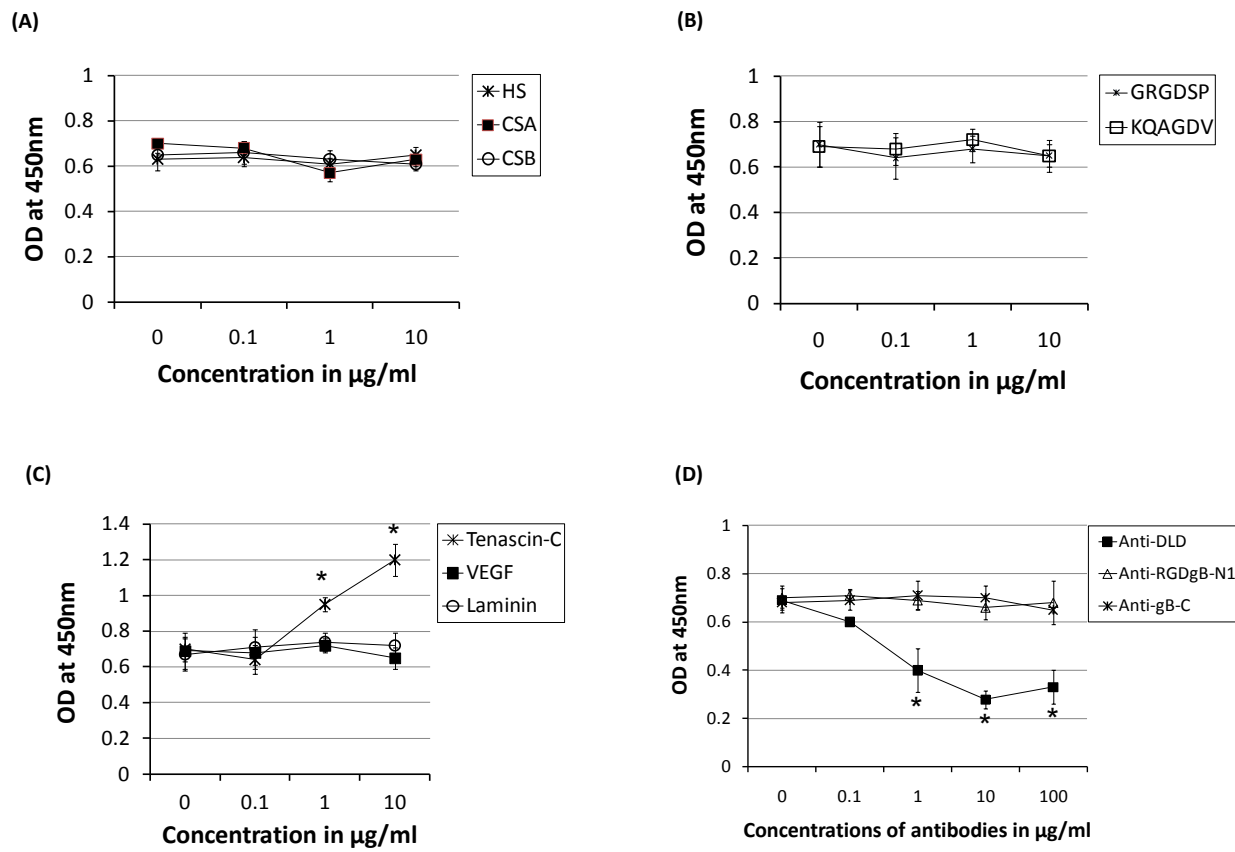 (A)
OD at 450nm
1
0.8
0.6
0.4
0.2
0
0 0.1 1 10
Concentration in µg/ml
HS
CSA
CSB
(B)
OD at 450nm
1
0.8
0.6
0.4
0.2
0
0 0.1 1 10
Concentration in µg/ml
GRGDSP
KQAGDV
(C)
OD at 450nm
1.4
1.2
1
0.8
0.6
0.4
0.2
0
* *
0 0.1 1 10
Concentration in µg/ml
Tenascin-C
VEGF
Laminin
(D)
OD at 450nm
1
0.8
0.6
0.4
0.2
0
* * *
0 0.1 1 10 100
Concentrations of antibodies in µg/ml
Anti-DLD
Anti-RGDgB-N1
Anti-gB-C